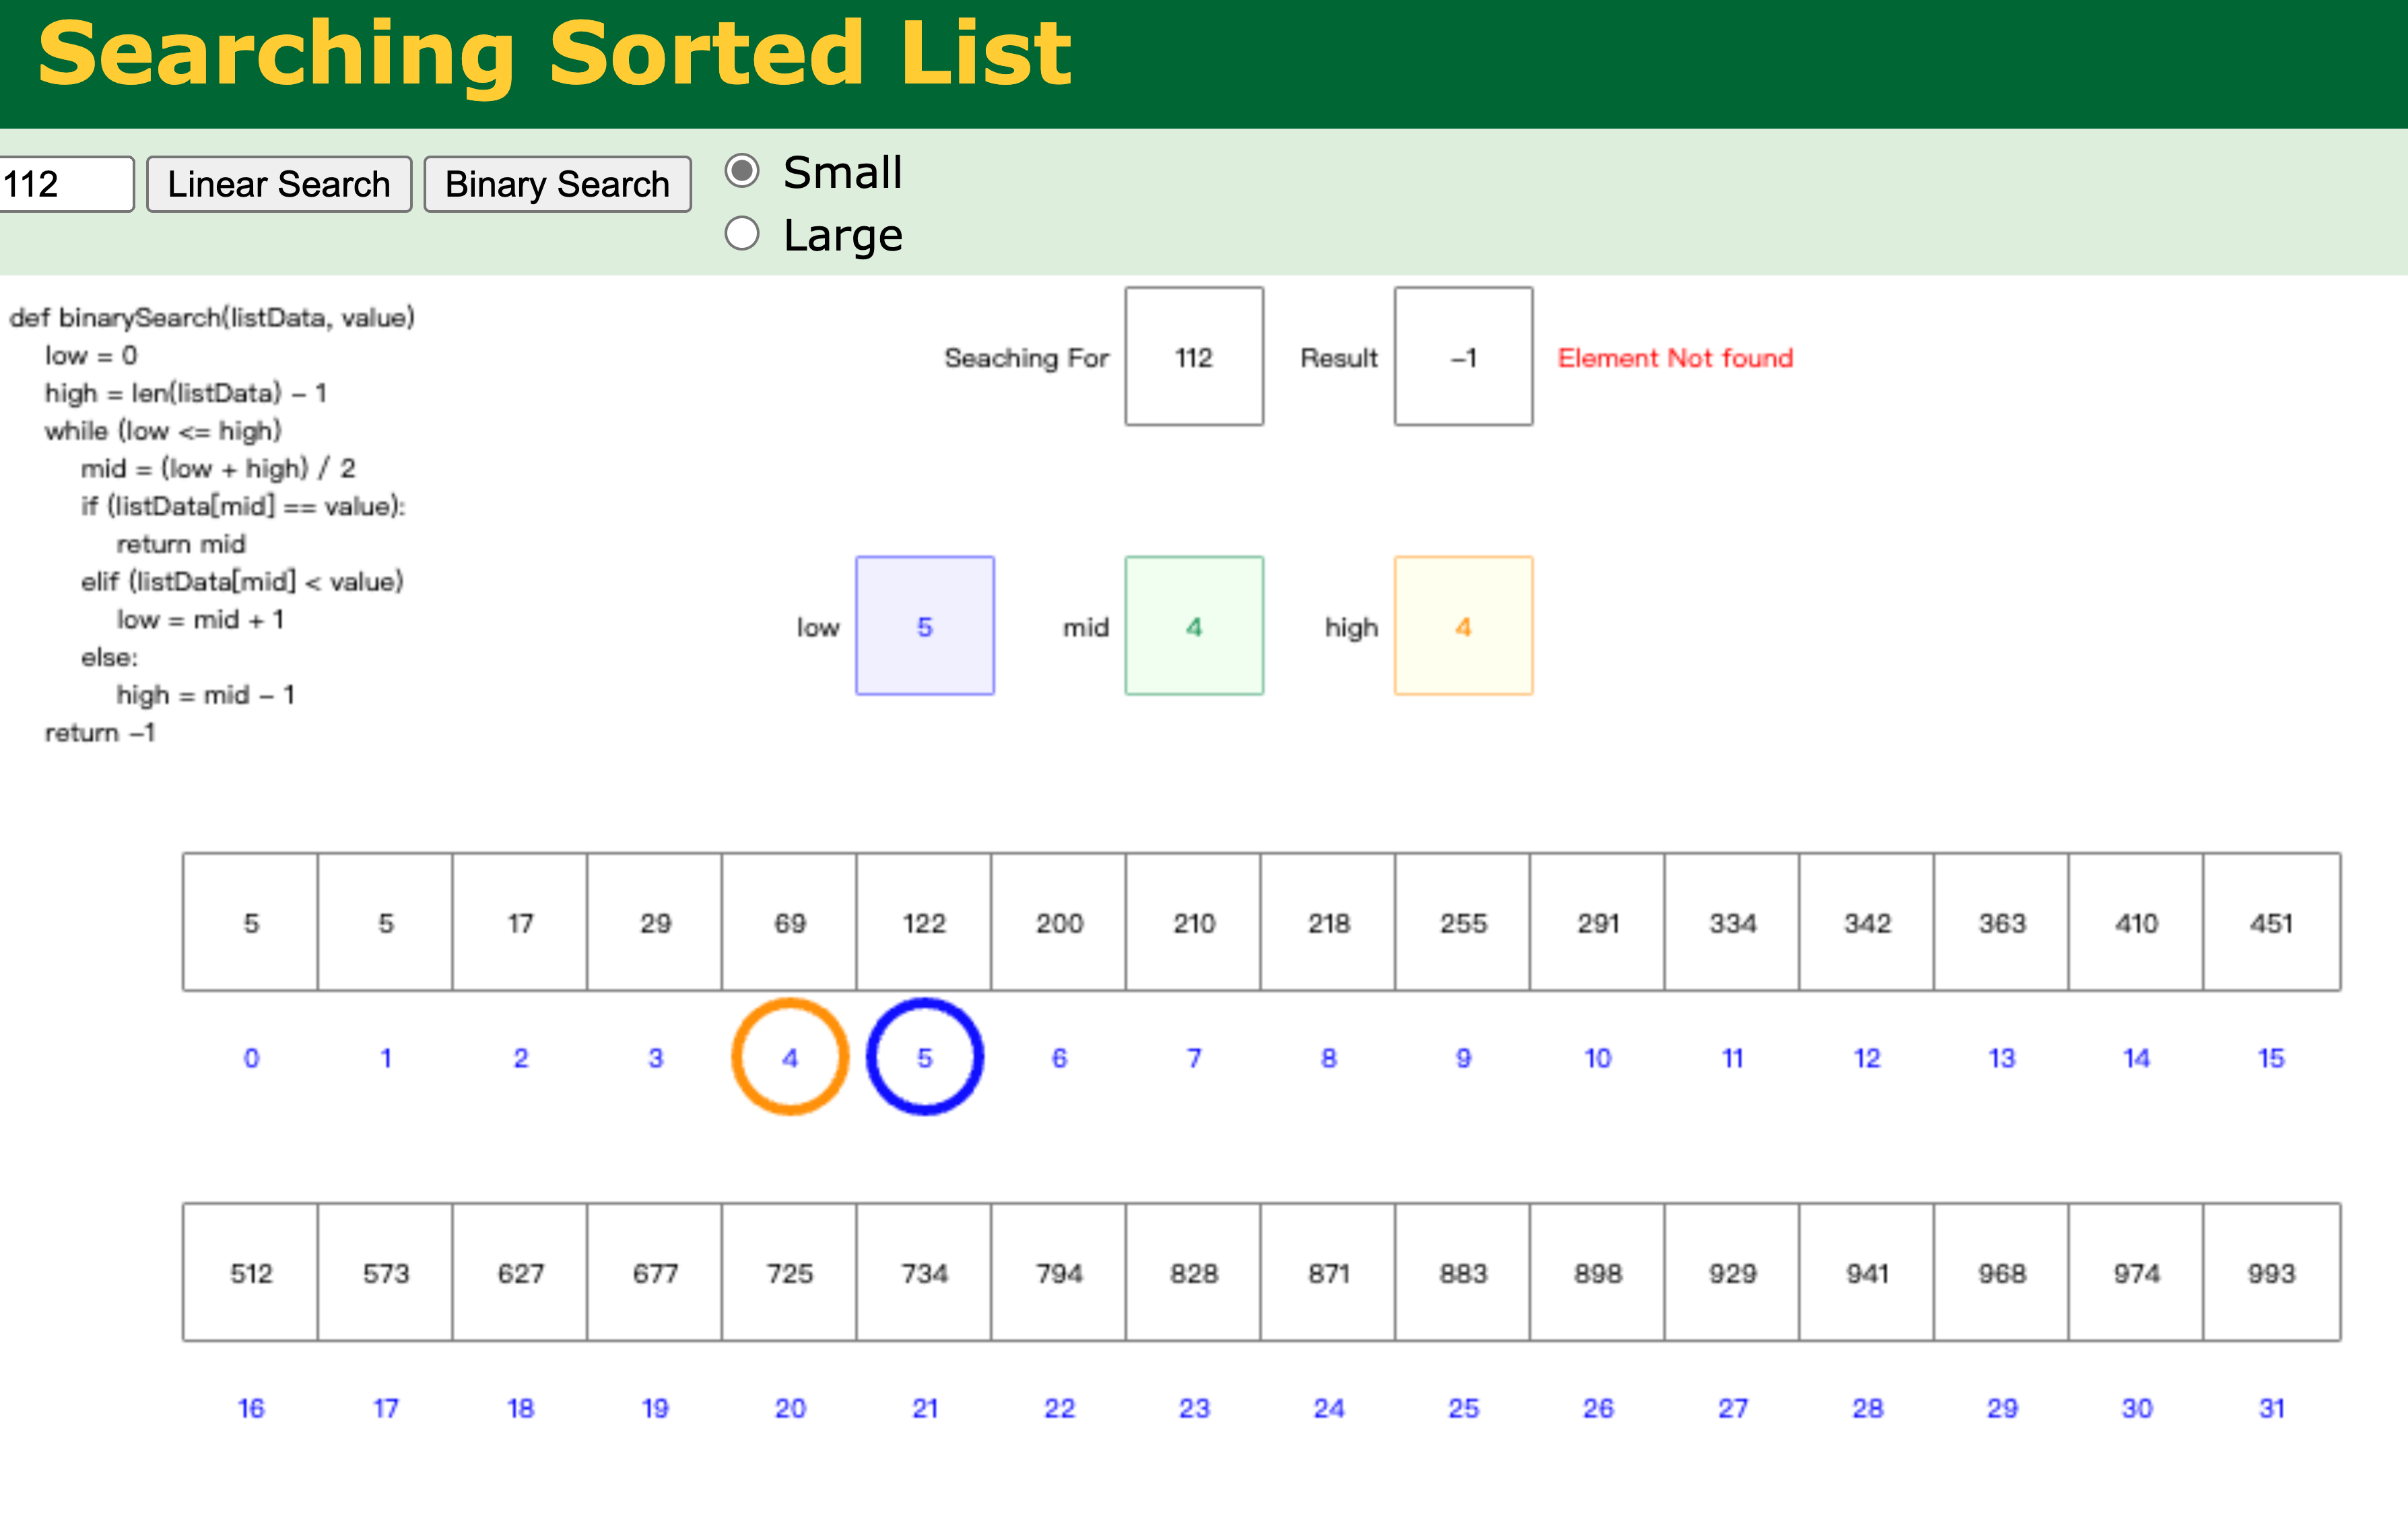 Searching Sorted List
112 Linear Search Binary Search Small
Large
def binarySearch(listData, value)
low = 0
high = len(listData) – 1
while (low <= high)
mid = (low + high) / 2
if (listData[mid] == value):
return mid
elif (listData[mid] < value)
low = mid + 1
else:
high = mid – 1
return –1
Seaching For 112 Result –1 Element Not found
low 5 mid 4 high 4
5 5 17 29 69 122 200 210 218 255 291 334 342 363 410 451
0 1 2 3 4 5 6 7 8 9 10 11 12 13 14 15
512 573 627 677 725 734 794 828 871 883 898 929 941 968 974 993
16 17 18 19 20 21 22 23 24 25 26 27 28 29 30 31